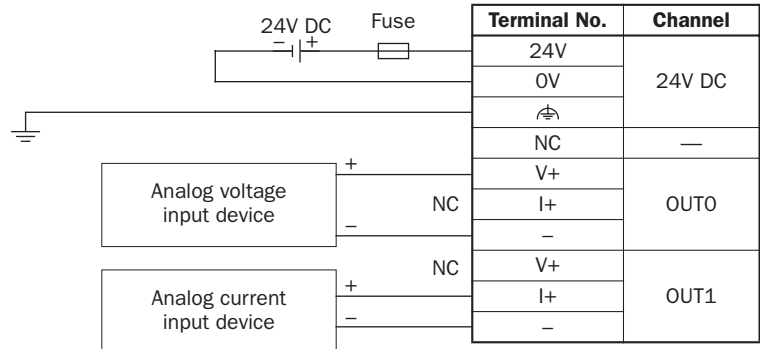 24V DC
− +
Fuse
Terminal No. Channel
24V
0V
24V DC
NC —
Analog voltage
input device
+
−
NC
V+
I+
–
OUT0
Analog current
input device
NC
+
−
V+
I+
–
OUT1